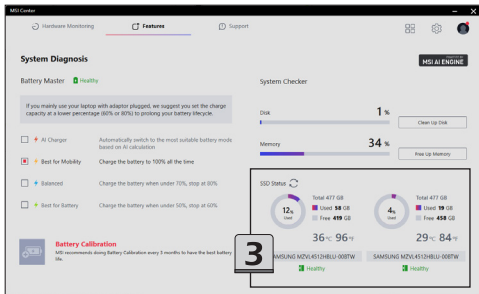 MSI Center
Hardware Monitoring
Features
Support
System Diagnosis
POWERED BY
MSI AI ENGINE
Battery Master Healthy
System Checker
If you mainly use your laptop with adaptor plugged, we suggest you set the charge
capacity at a lower percentage (60% or 80%) to prolong your battery lifecycle.
Disk 1 %
Clean Up Disk
AI Charger
Automatically switch to the most suitable battery modes
based on AI calculation
Memory 34 %
Free Up Memory
Best for Mobility
Charge the battery to 100% all the time
Balanced
Charge the battery when under 70%, stop at 80%
Best for Battery
Charge the battery when under 50%, stop at 60%
SSD Status
12%
Used
Total 477 GB
Used 58 GB
Free 419 GB
36°C 96°F
SAMSUNG MZVL4512HBLU-00BTW
Healthy
4%
Used
Total 477 GB
Used 19 GB
Free 458 GB
29°C 84°F
SAMSUNG MZVL4512HBLU-00BTW
Healthy
Battery Calibration
MSI recommends doing Battery Calibration every 3 months to have the best battery
life.
3